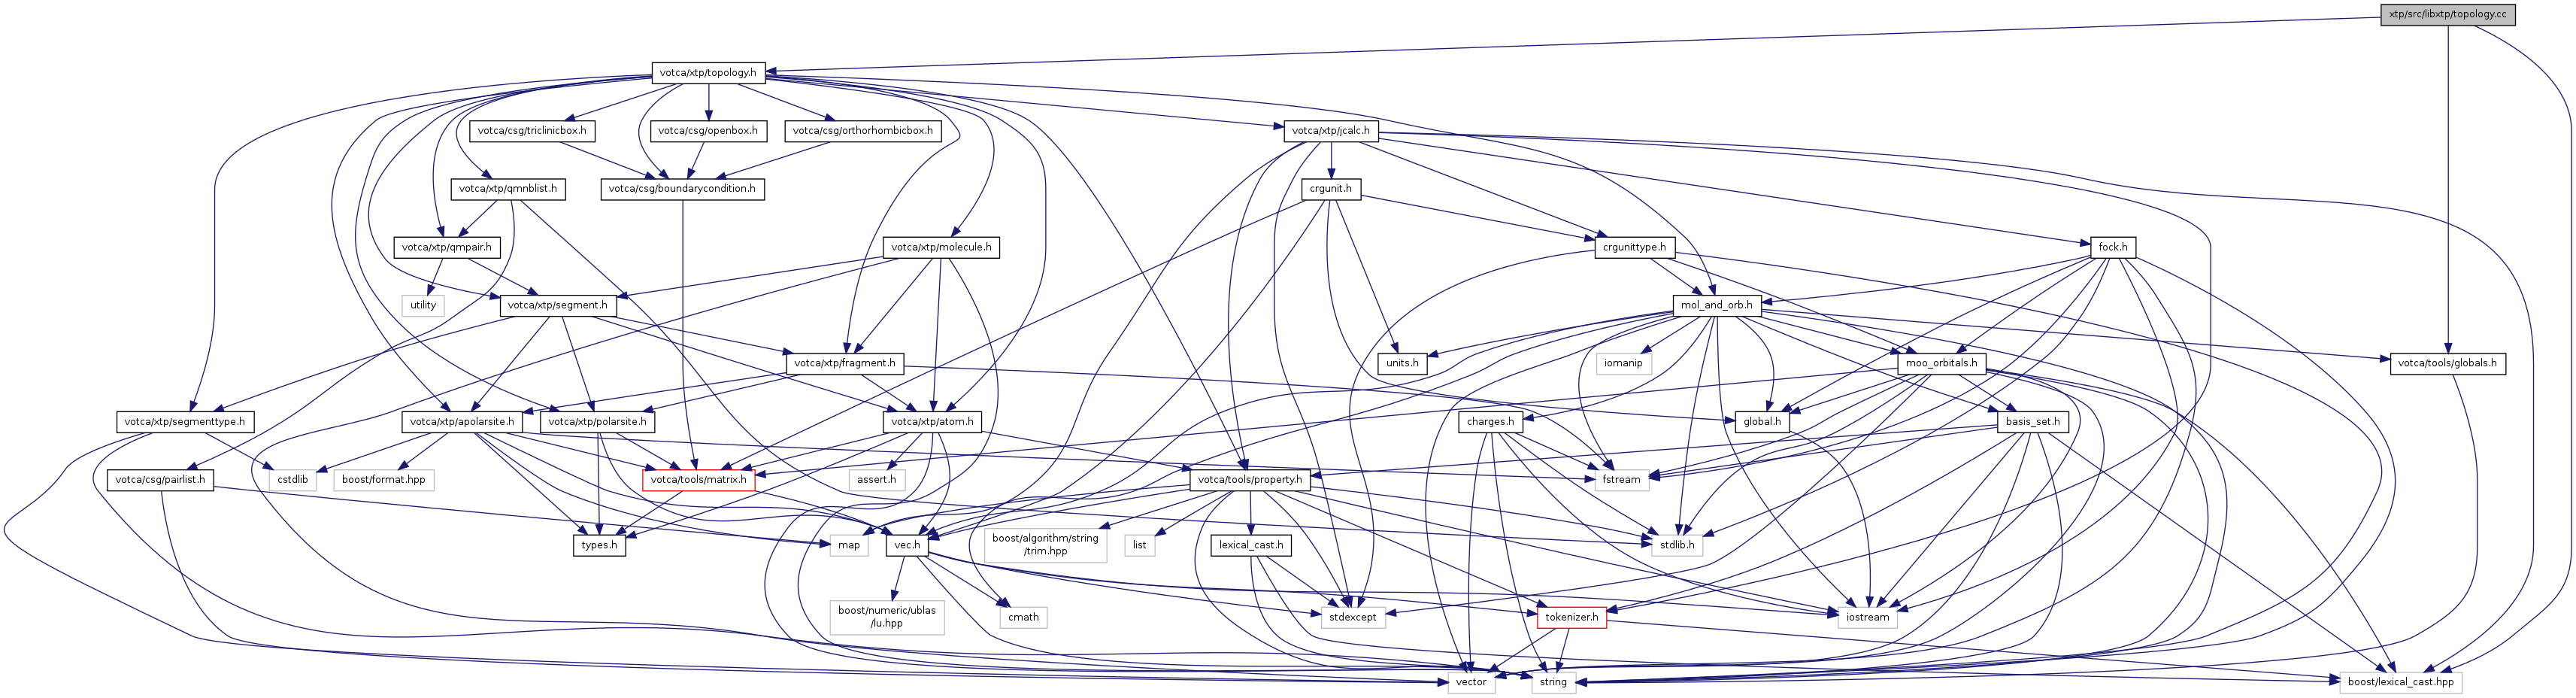 xtp/src/libxtp/topology.cc
votca/xtp/topology.h
votca/csg/triclinicbox.h
votca/csg/openbox.h
votca/csg/orthorhombicbox.h
votca/xtp/jcalc.h
votca/xtp/qmnblist.h
votca/csg/boundarycondition.h
crgunit.h
votca/xtp/qmpair.h
votca/xtp/molecule.h
crgunittype.h
fock.h
utility
votca/xtp/segment.h
mol_and_orb.h
votca/xtp/fragment.h
units.h
iomanip
moo_orbitals.h
votca/tools/globals.h
votca/xtp/segmenttype.h
votca/xtp/apolarsite.h
votca/xtp/polarsite.h
votca/xtp/atom.h
charges.h
global.h
basis_set.h
votca/csg/pairlist.h
cstdlib
boost/format.hpp
votca/tools/matrix.h
assert.h
votca/tools/property.h
fstream
types.h
map
vec.h
boost/algorithm/string
/trim.hpp
list
lexical_cast.h
stdlib.h
boost/numeric/ublas
/lu.hpp
cmath
stdexcept
tokenizer.h
iostream
vector
string
boost/lexical_cast.hpp